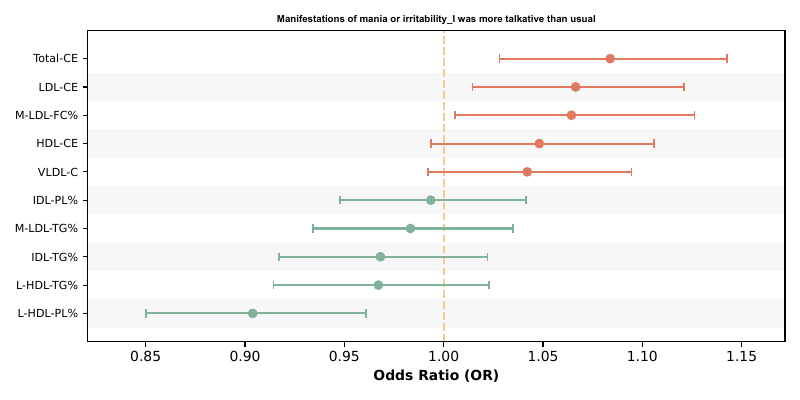 Manifestations of mania or irritability_I was more talkative than usual
Total-CE
LDL-CE
M-LDL-FC%
HDL-CE
VLDL-C
IDL-PL%
M-LDL-TG%
IDL-TG%
L-HDL-TG%
L-HDL-PL%
0.85 0.90 0.95 1.00 1.05 1.10 1.15
Odds Ratio (OR)